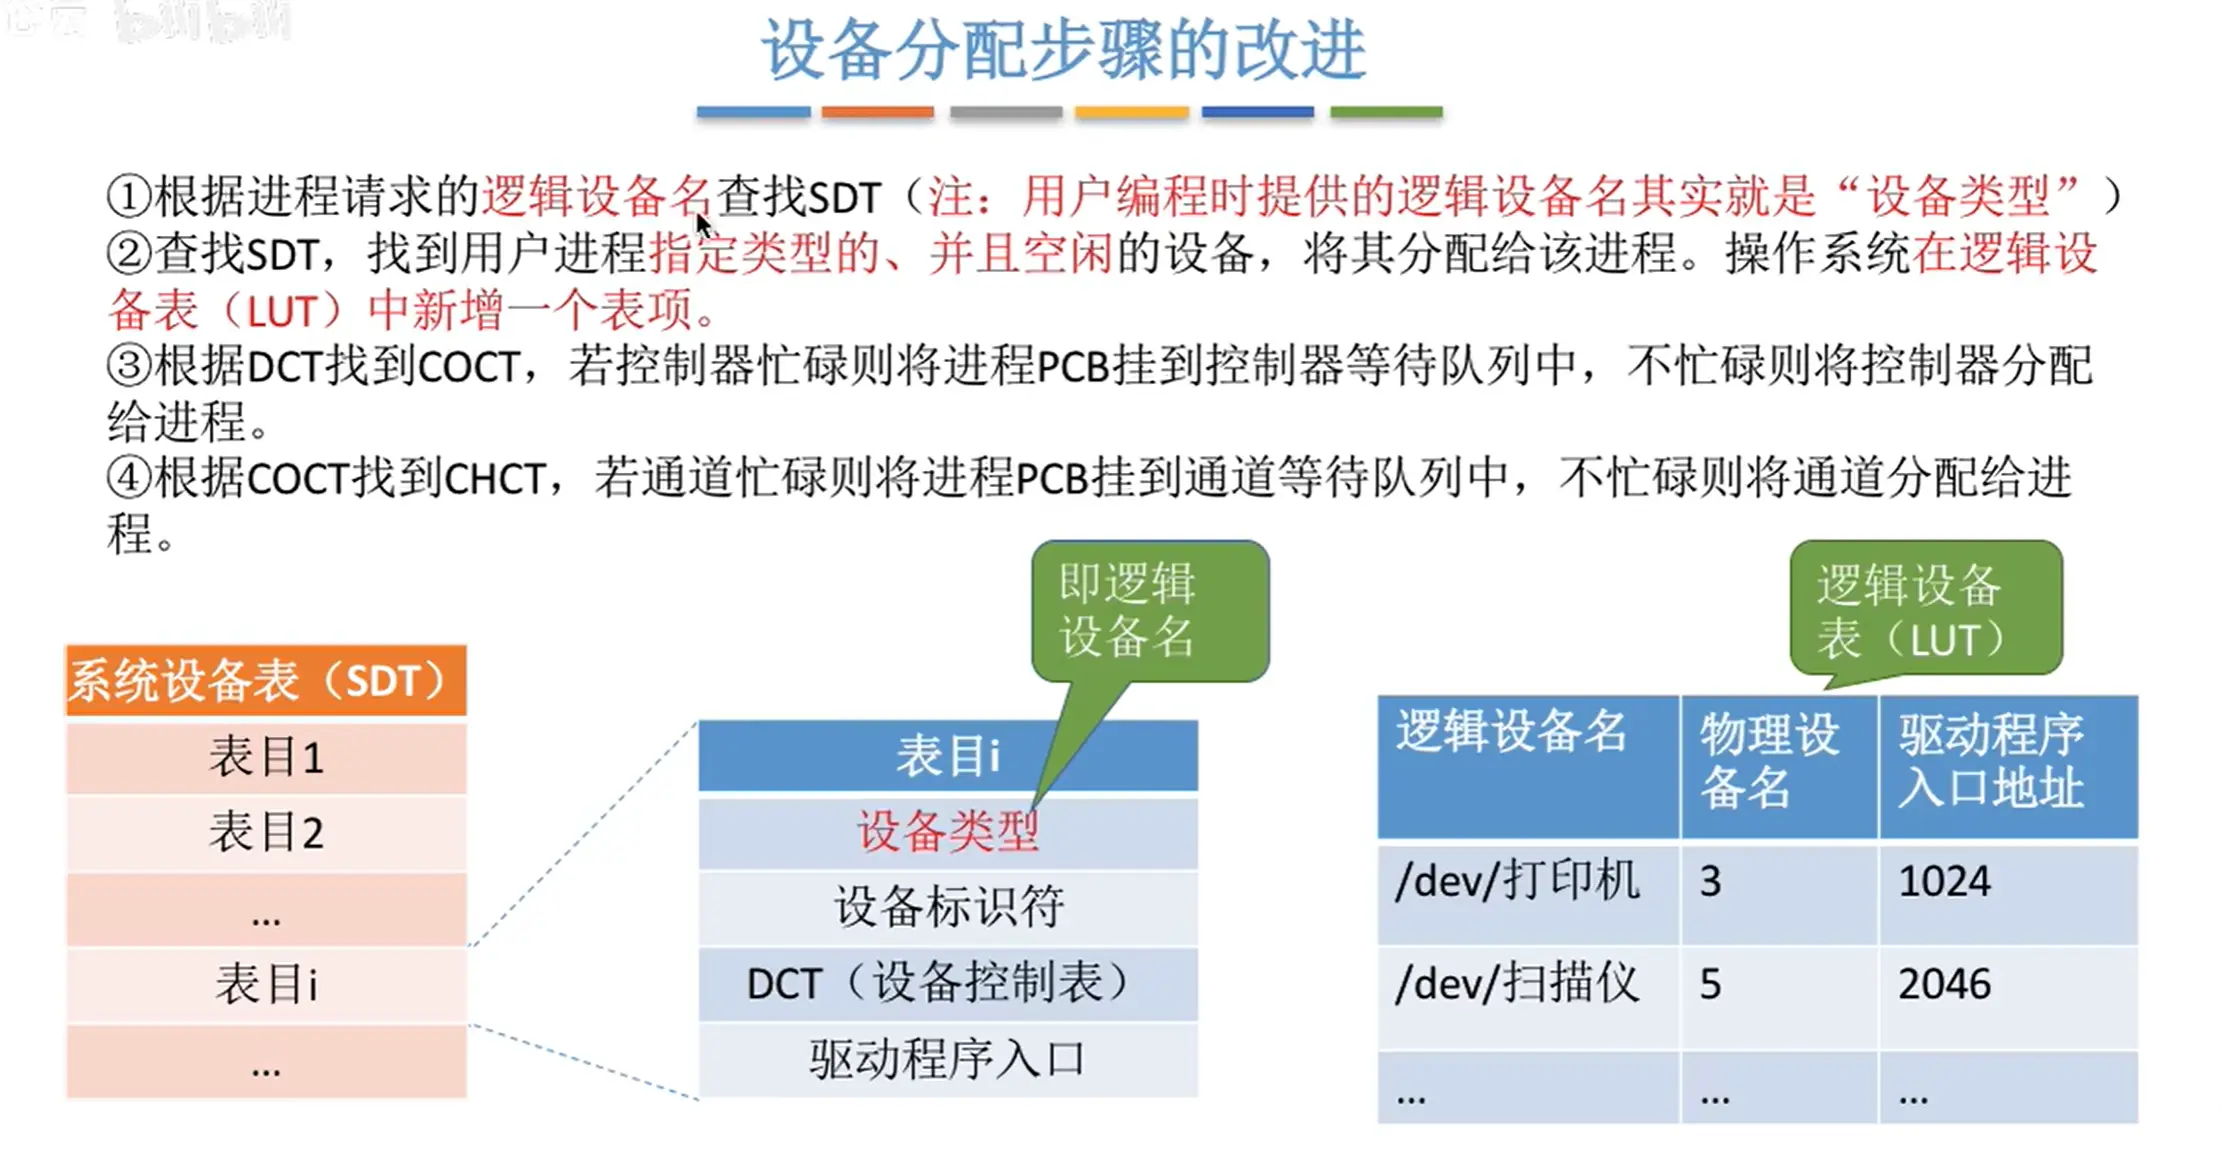 设备分配步骤的改进
①根据进程请求的逻辑设备名查找SDT（注：用户编程时提供的逻辑设备名其实就是“设备类型”）
②查找SDT，找到用户进程指定类型的、并且空闲的设备，将其分配给该进程。操作系统在逻辑设
备表（LUT）中新增一个表项。
③根据DCT找到COCT，若控制器忙碌则将进程PCB挂到控制器等待队列中，不忙碌则将控制器分配
给进程。
④根据COCT找到CHCT，若通道忙碌则将进程PCB挂到通道等待队列中，不忙碌则将通道分配给进
程。
系统设备表（SDT）
表目1
表目2
...
表目i
...
即逻辑
设备名
表目i
设备类型
设备标识符
DCT（设备控制表）
驱动程序入口
逻辑设备
表（LUT）
逻辑设备名 物理设 驱动程序
备名 入口地址
/dev/打印机 3 1024
/dev/扫描仪 5 2046
... ... ...